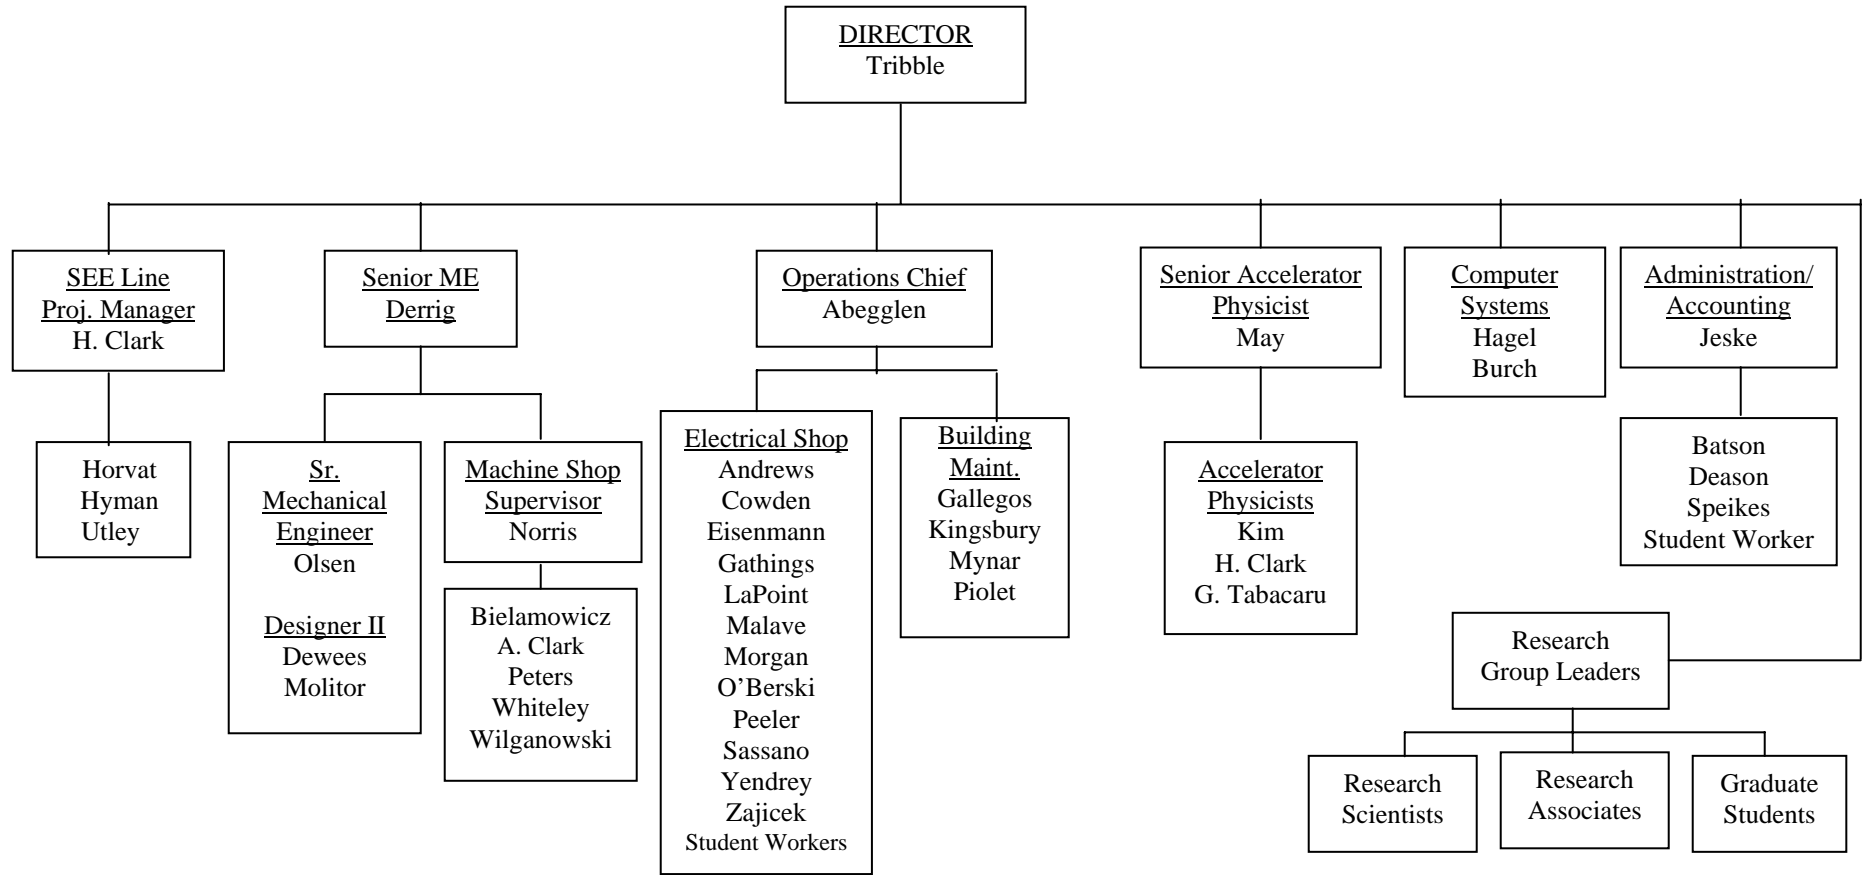 DIRECTOR
Tribble
SEE Line
Proj. Manager
H. Clark
Horvat
Hyman
Utley
Senior ME
Derrig
Sr.
Mechanical
Engineer
Olsen
Designer II
Dewees
Molitor
Machine Shop
Supervisor
Norris
Bielamowicz
A. Clark
Peters
Whiteley
Wilganowski
Operations Chief
Abegglen
Electrical Shop
Andrews
Cowden
Eisenmann
Gathings
LaPoint
Malave
Morgan
O’Berski
Peeler
Sassano
Yendrey
Zajicek
Student Workers
Building
Maint.
Gallegos
Kingsbury
Mynar
Piolet
Senior Accelerator
Physicist
May
Accelerator
Physicists
Kim
H. Clark
G. Tabacaru
Computer
Systems
Hagel
Burch
Administration/
Accounting
Jeske
Batson
Deason
Speikes
Student Worker
Research
Group Leaders
Research
Scientists
Research
Associates
Graduate
Students